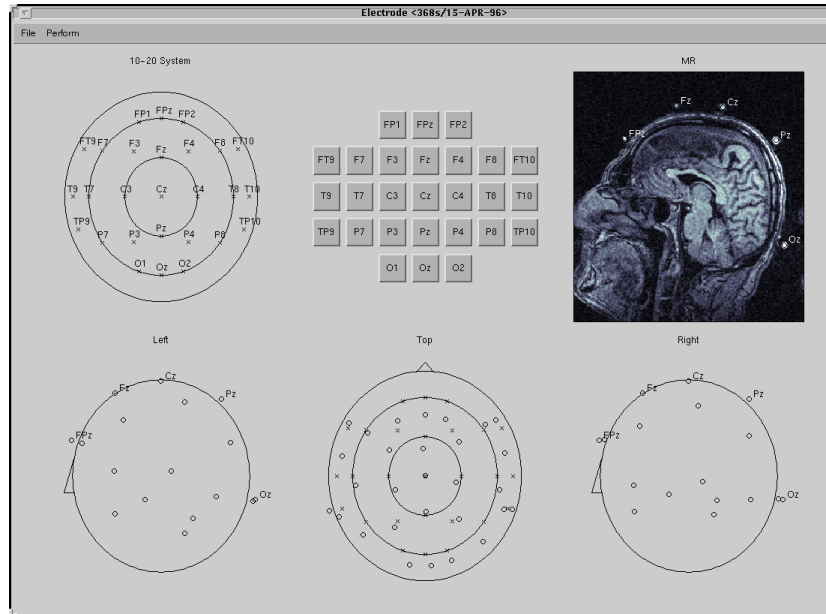 Electrode <368s/15-APR-96>
File Perform
10-20 System
MR
FP1 FPz FP2
FT9 F7 F3 Fz F4 F8 FT10
T9 T7 C3 Cz C4 T8 T10
TP9 P7 P3 Pz P4 P8 TP10
O1 Oz O2
FP1 FPz FP2
FT9 F7 F3 Fz F4 F8 FT10
T9 T7 C3 Cz C4 T8 T10
TP9 P7 P3 Pz P4 P8 TP10
O1 Oz O2
Fz Cz
FPz Pz
Oz
Left
Top
Right
Cz
Fz Pz
FPz
Oz
Cz
Fz Pz
FPz
Oz